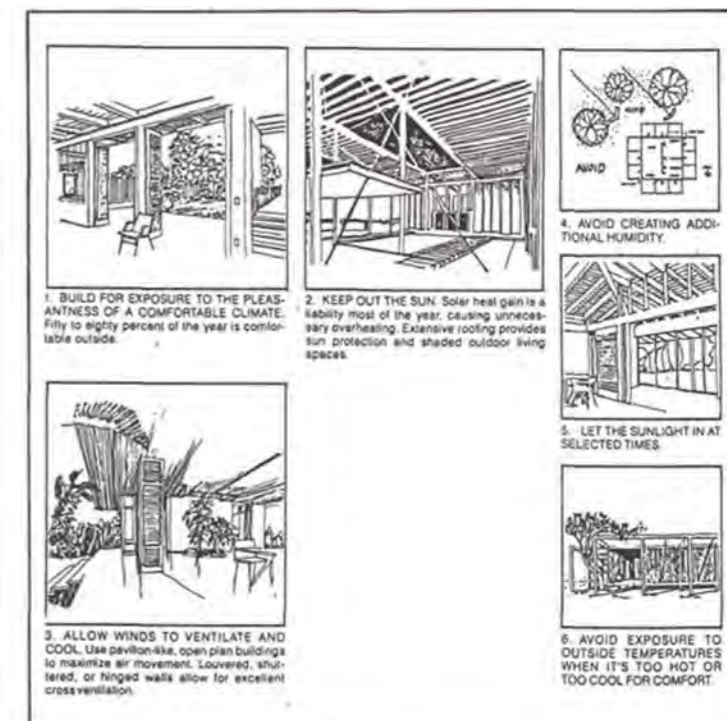 1. BUILD FOR EXPOSURE TO THE PLEAS-
ANTNESS OF A COMFORTABLE CLIMATE.
Fifty to eighty percent of the year is comfor-
table outside.
2. KEEP OUT THE SUN. Solar heat gain is a
liability most of the year, causing unneces-
sary overheating. Extensive roofing provides
sun protection and shaded outdoor living
spaces.
3. ALLOW WINDS TO VENTILATE AND
COOL. Use pavilion-like, open plan buildings
to maximize air movement. Louvered, shut-
tered, or hinged walls allow for excellent
cross ventilation.
AVOID
4. AVOID CREATING ADDI-
TIONAL HUMIDITY.
5. LET THE SUNLIGHT IN AT
SELECTED TIMES.
6. AVOID EXPOSURE TO
OUTSIDE TEMPERATURES
WHEN IT'S TOO HOT OR
TOO COOL FOR COMFORT.